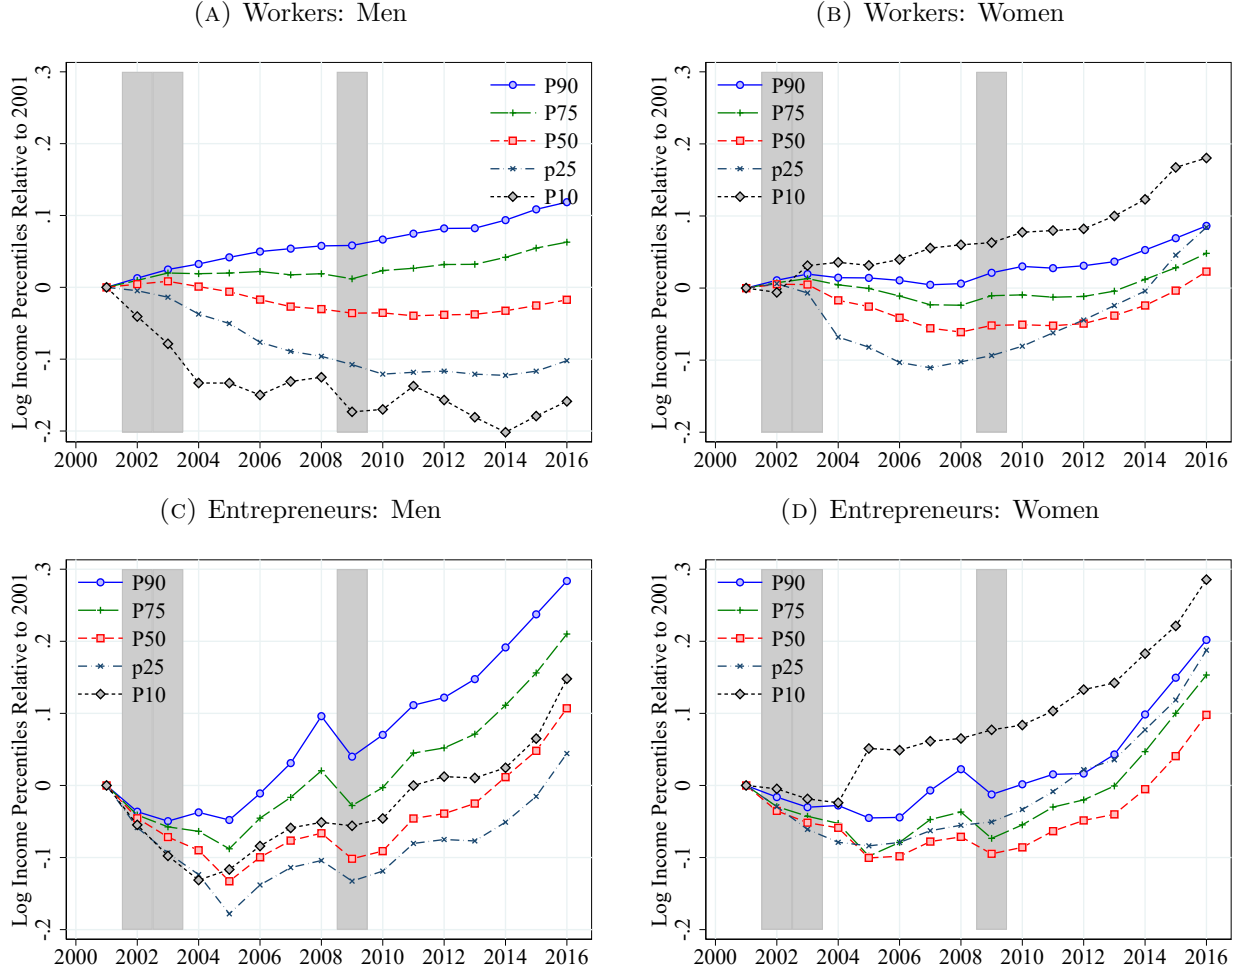 (A) Workers: Men
Log Income Percentiles Relative to 2001
.3
.2
.1
0
-.1
-.2
P90
P75
P50
p25
P10
2000 2002 2004 2006 2008 2010 2012 2014 2016
(B) Workers: Women
Log Income Percentiles Relative to 2001
.3
.2
.1
0
-.1
-.2
P90
P75
P50
p25
P10
2000 2002 2004 2006 2008 2010 2012 2014 2016
(C) Entrepreneurs: Men
Log Income Percentiles Relative to 2001
.3
.2
.1
0
-.1
-.2
P90
P75
P50
p25
P10
2000 2002 2004 2006 2008 2010 2012 2014 2016
(D) Entrepreneurs: Women
Log Income Percentiles Relative to 2001
.3
.2
.1
0
-.1
-.2
P90
P75
P50
p25
P10
2000 2002 2004 2006 2008 2010 2012 2014 2016